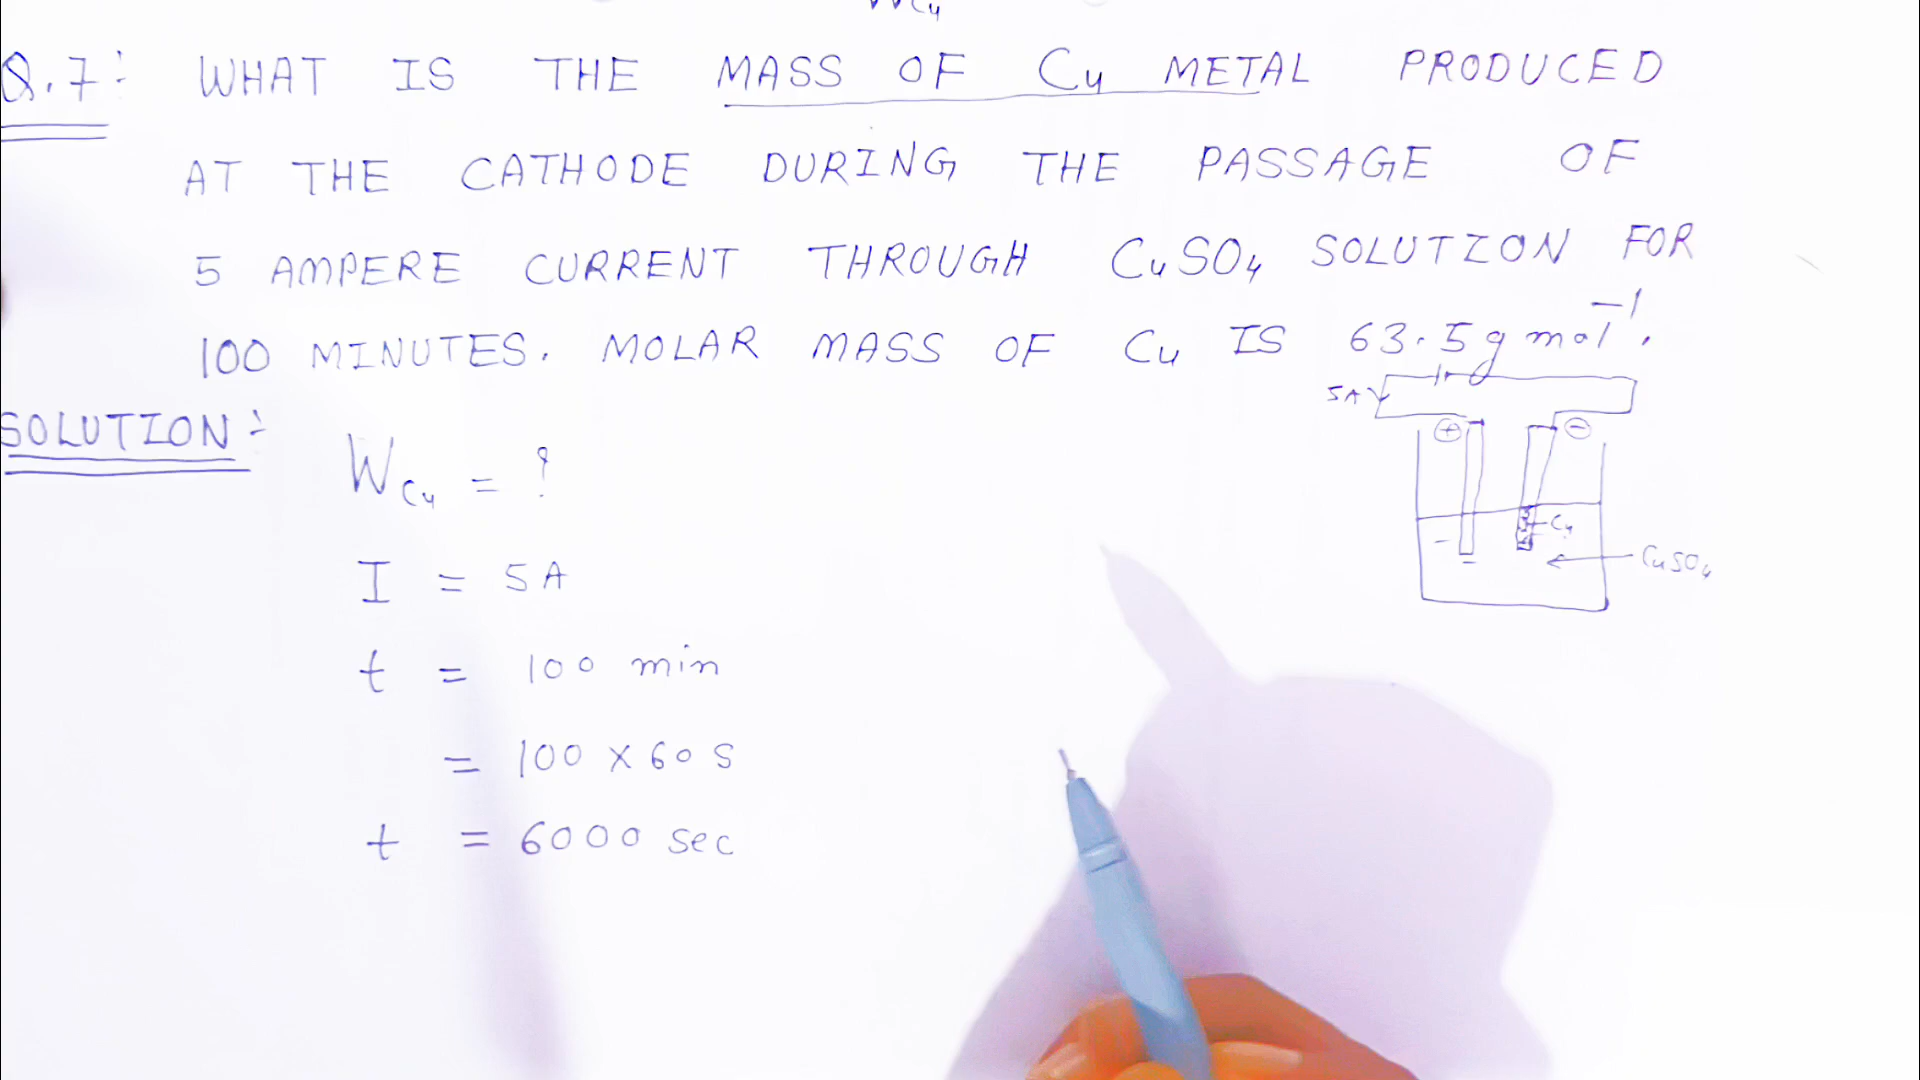 WCu
Q.7: WHAT IS THE MASS OF Cu METAL PRODUCED
AT THE CATHODE DURING THE PASSAGE OF
5 AMPERE CURRENT THROUGH CuSO4 SOLUTION FOR
100 MINUTES. MOLAR MASS OF Cu IS 63.5g mol⁻¹.
SOLUTION:
WCu = ?
I = 5A
t = 100 min
= 100 x 60 S
t = 6000 sec
5A
+ −
Cu
CuSO4